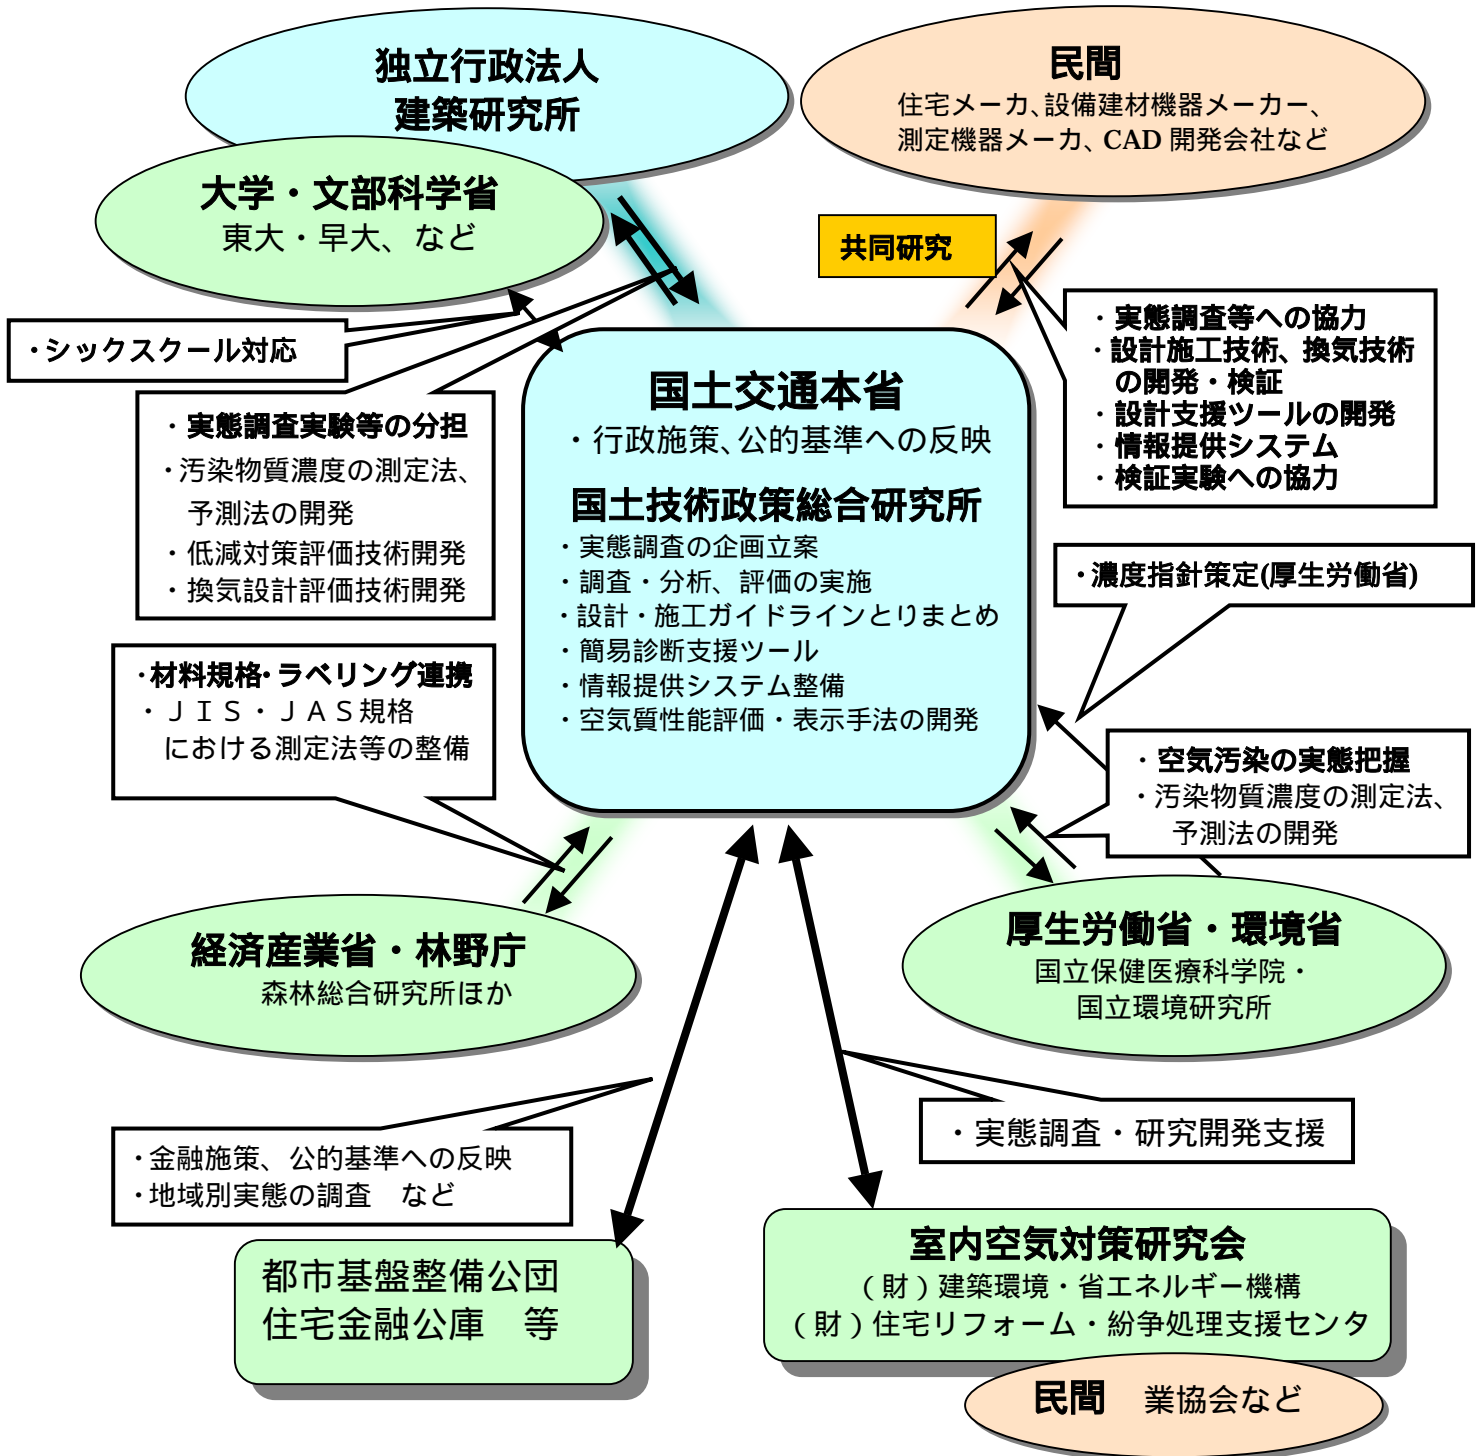 独立行政法人
建築研究所
民間
住宅メーカ、設備建材機器メーカー、
測定機器メーカ、CAD 開発会社など
大学・文部科学省
東大・早大、など
共同研究
・シックスクール対応
・実態調査等への協力
・設計施工技術、換気技術
の開発・検証
・設計支援ツールの開発
・情報提供システム
・検証実験への協力
国土交通本省
・行政施策、公的基準への反映
国土技術政策総合研究所
・実態調査の企画立案
・調査・分析、評価の実施
・設計・施工ガイドラインとりまとめ
・簡易診断支援ツール
・情報提供システム整備
・空気質性能評価・表示手法の開発
・実態調査実験等の分担
・汚染物質濃度の測定法、
予測法の開発
・低減対策評価技術開発
・換気設計評価技術開発
・濃度指針策定(厚生労働省)
・材料規格・ラベリング連携
・ＪＩＳ・ＪＡＳ規格
における測定法等の整備
・空気汚染の実態把握
・汚染物質濃度の測定法、
予測法の開発
経済産業省・林野庁
森林総合研究所ほか
厚生労働省・環境省
国立保健医療科学院・
国立環境研究所
・金融施策、公的基準への反映
・地域別実態の調査　など
・実態調査・研究開発支援
都市基盤整備公団
住宅金融公庫　等
室内空気対策研究会
（財）建築環境・省エネルギー機構
（財）住宅リフォーム・紛争処理支援センタ
民間　業協会など